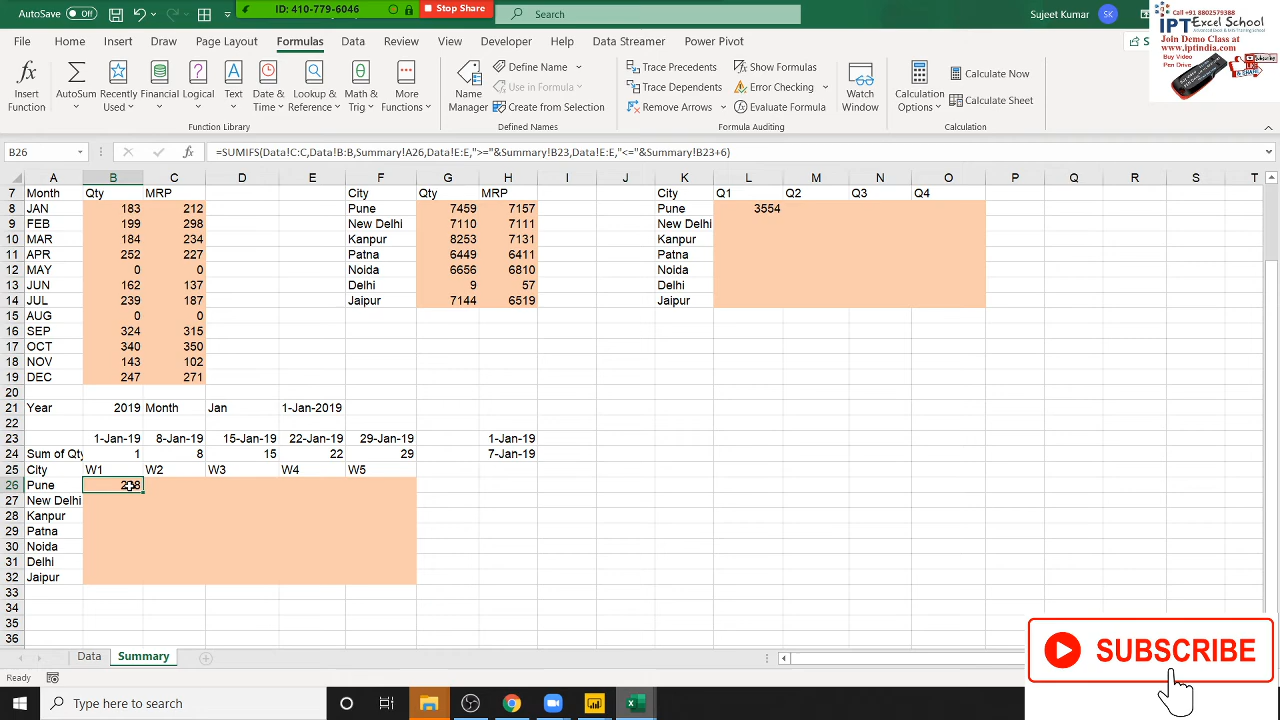 AutoSave Off
ID: 410-779-6046
Stop Share
Search
Sujeet Kumar SK
File Home Insert Draw Page Layout Formulas Data Review Developer Help Data Streamer Power Pivot
Call +91 8802579388
IPT Excel School
Advanced Excel & MIS Training School
Join Demo Class at
www.iptindia.com
Buy Video
Pen Drive
Insert Function
AutoSum
Recently Used
Financial
Logical
Text
Date & Time
Lookup & Reference
Math & Trig
More Functions
Function Library
Name Manager
Define Name
Use in Formula
Create from Selection
Defined Names
Trace Precedents
Trace Dependents
Remove Arrows
Show Formulas
Error Checking
Evaluate Formula
Formula Auditing
Watch Window
Calculation Options
Calculate Now
Calculate Sheet
Calculation
B26 fx =SUMIFS(Data!C:C,Data!B:B,Summary!A26,Data!E:E,">="&Summary!B23,Data!E:E,"<="&Summary!B23+6)
A B C D E F G H I J K L M N O P Q R S T
7 Month Qty MRP City Qty MRP City Q1 Q2 Q3 Q4
8 JAN 183 212 Pune 7459 7157 Pune 3554
9 FEB 199 298 New Delhi 7110 7111 New Delhi
10 MAR 184 234 Kanpur 8253 7131 Kanpur
11 APR 252 227 Patna 6449 6411 Patna
12 MAY 0 0 Noida 6656 6810 Noida
13 JUN 162 137 Delhi 9 57 Delhi
14 JUL 239 187 Jaipur 7144 6519 Jaipur
15 AUG 0 0
16 SEP 324 315
17 OCT 340 350
18 NOV 143 102
19 DEC 247 271
20
21 Year 2019 Month Jan 1-Jan-2019
22
23 1-Jan-19 8-Jan-19 15-Jan-19 22-Jan-19 29-Jan-19 1-Jan-19
24 Sum of Qty 1 8 15 22 29 7-Jan-19
25 City W1 W2 W3 W4 W5
26 Pune
27 New Delhi
28 Kanpur
29 Patna
30 Noida
31 Delhi
32 Jaipur
33
34
35
36
Data Summary
SUBSCRIBE
Ready
Type here to search